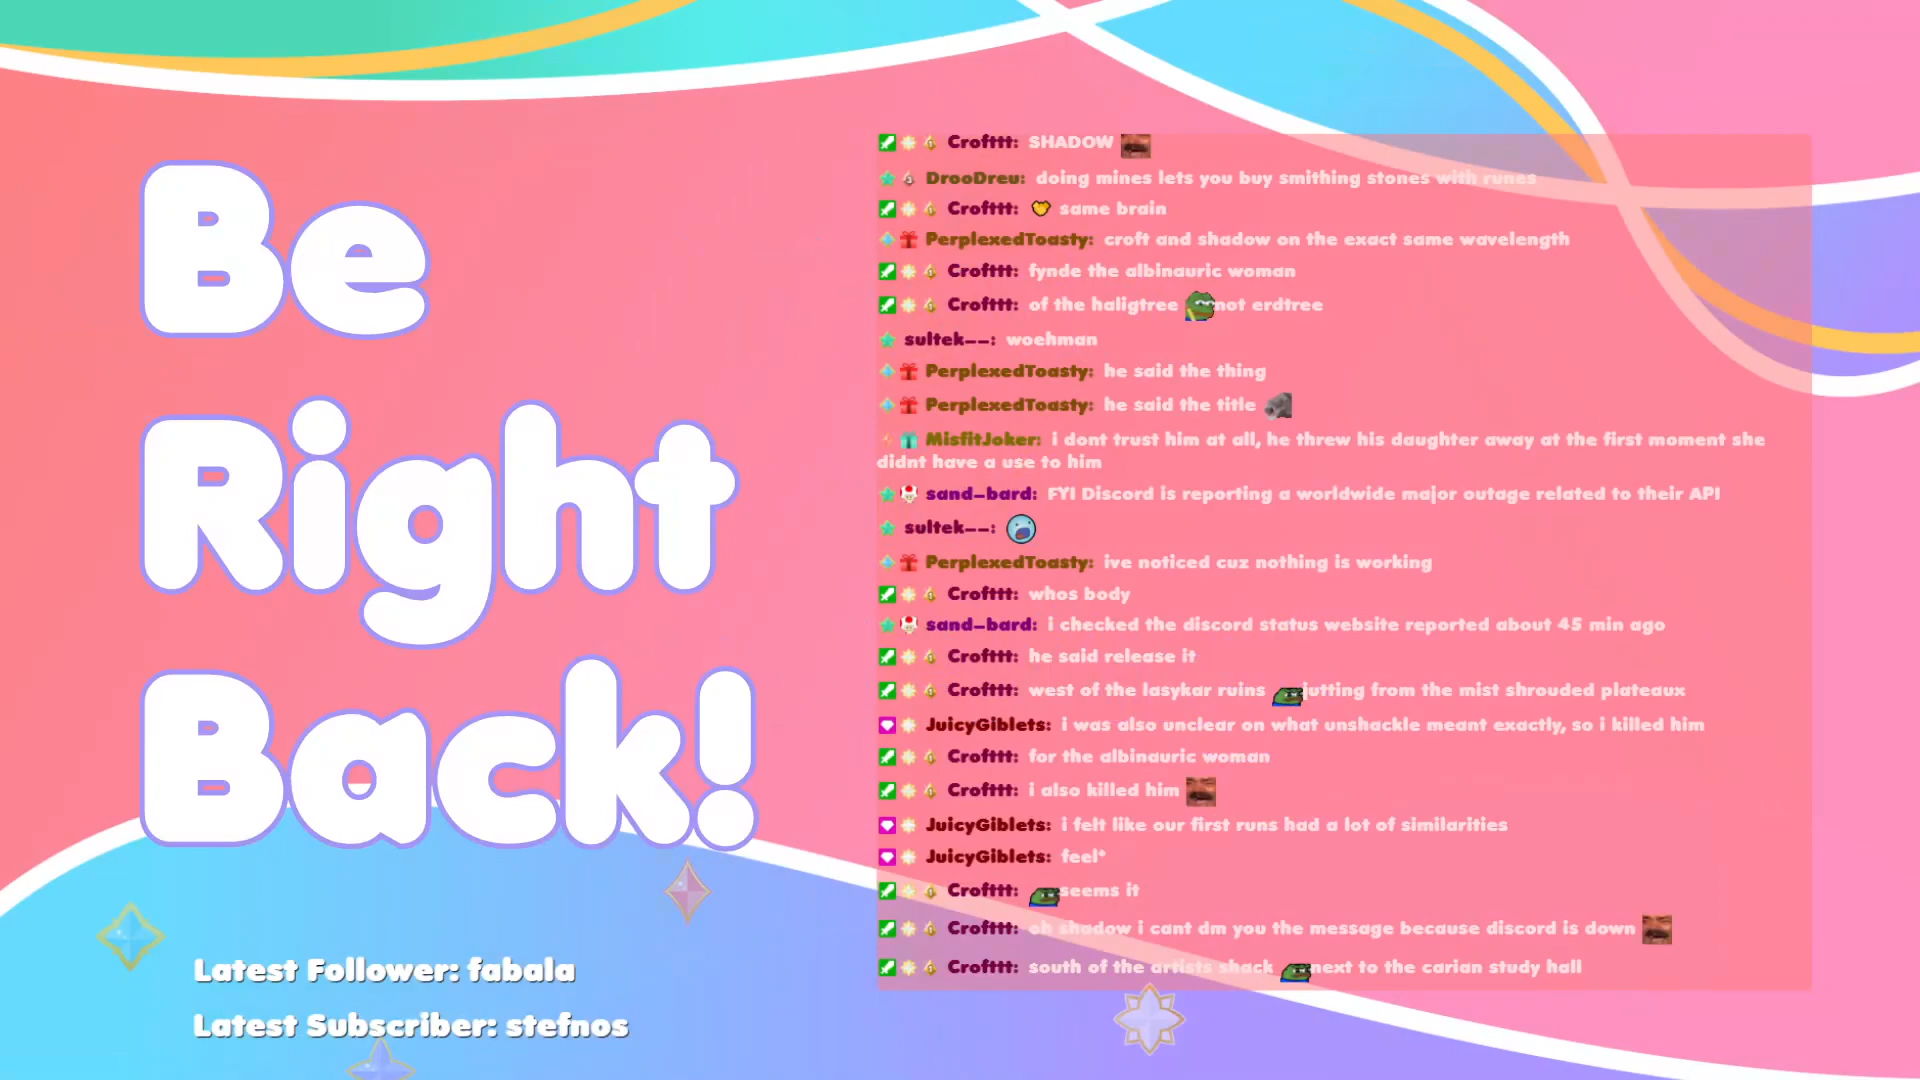 Be
Right
Back!
Latest Follower: fabala
Latest Subscriber: stefnos
Crofttt: SHADOW
DrooDreu: doing mines lets you buy smithing stones with runes
Crofttt: same brain
PerplexedToasty: croft and shadow on the exact same wavelength
Crofttt: fynde the albinauric woman
Crofttt: of the haligtree not erdtree
sultek--: woehman
PerplexedToasty: he said the thing
PerplexedToasty: he said the title
MisfitJoker: i dont trust him at all, he threw his daughter away at the first moment she
didnt have a use to him
sand-bard: FYI Discord is reporting a worldwide major outage related to their API
sultek--:
PerplexedToasty: ive noticed cuz nothing is working
Crofttt: whos body
sand-bard: i checked the discord status website reported about 45 min ago
Crofttt: he said release it
Crofttt: west of the lasykar ruins jutting from the mist shrouded plateaux
JuicyGiblets: i was also unclear on what unshackle meant exactly, so i killed him
Crofttt: for the albinauric woman
Crofttt: i also killed him
JuicyGiblets: i felt like our first runs had a lot of similarities
JuicyGiblets: feel*
Crofttt: seems it
Crofttt: oh shadow i cant dm you the message because discord is down
Crofttt: south of the artists shack next to the carian study hall